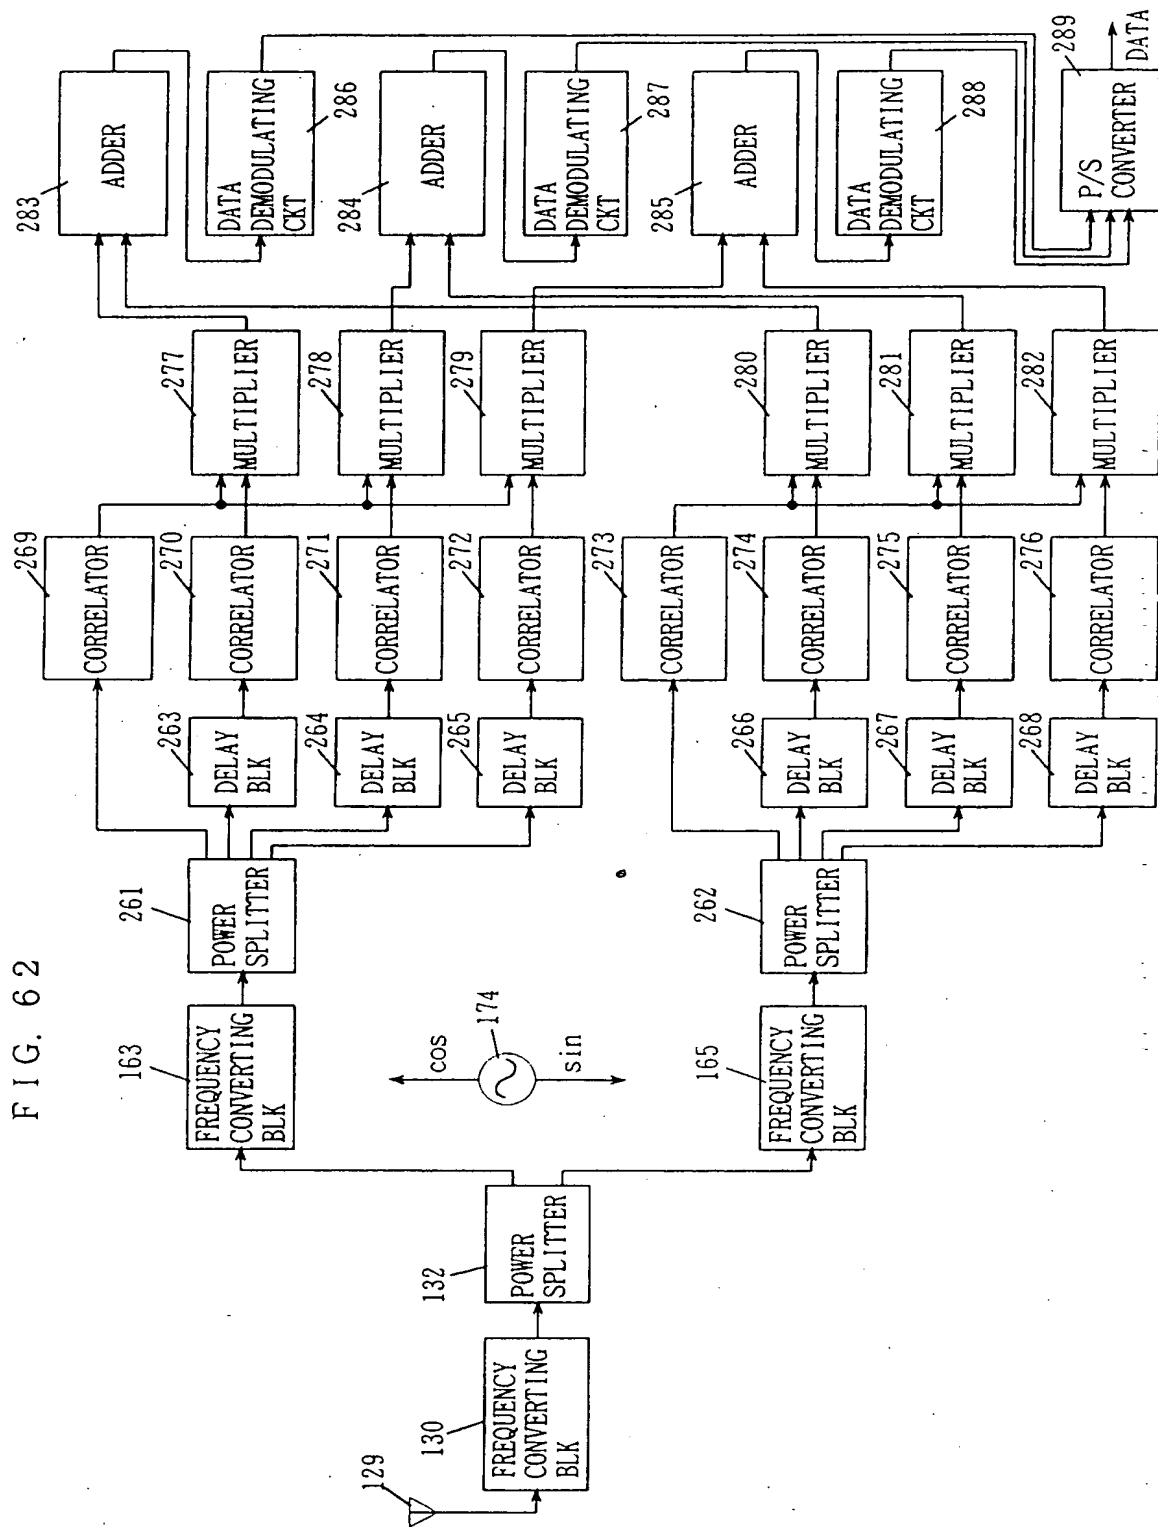 FIG. 62
129
130
FREQUENCY
CONVERTING
BLK
132
POWER
SPLITTER
163
FREQUENCY
CONVERTING
BLK
cos
174
sin
165
FREQUENCY
CONVERTING
BLK
261
POWER
SPLITTER
262
POWER
SPLITTER
263
DELAY
BLK
264
DELAY
BLK
265
DELAY
BLK
266
DELAY
BLK
267
DELAY
BLK
268
DELAY
BLK
269
CORRELATOR
270
CORRELATOR
271
CORRELATOR
272
CORRELATOR
273
CORRELATOR
274
CORRELATOR
275
CORRELATOR
276
CORRELATOR
277
MULTIPLIER
278
MULTIPLIER
279
MULTIPLIER
280
MULTIPLIER
281
MULTIPLIER
282
MULTIPLIER
283
ADDER
DATA
DEMODULATING
CKT
286
284
ADDER
DATA
DEMODULATING
CKT
287
285
ADDER
DATA
DEMODULATING
CKT
288
P/S
CONVERTER
289
DATA